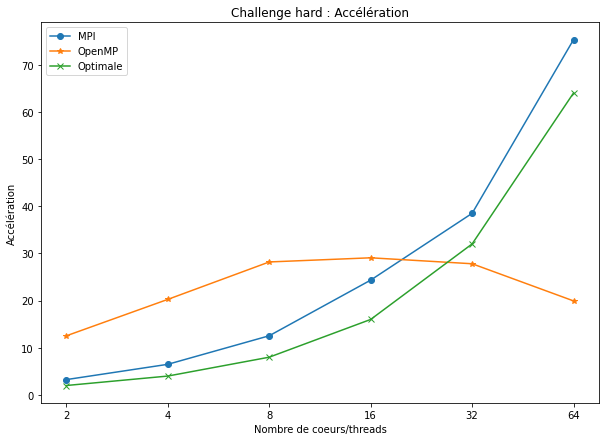 Challenge hard : Accélération
MPI
OpenMP
Optimale
Accélération
70
60
50
40
30
20
10
0
2 4 8 16 32 64
Nombre de coeurs/threads